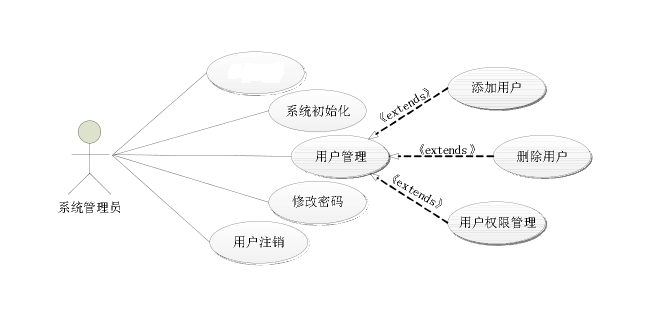 系统初始化
用户管理
修改密码
用户注销
系统管理员
《extends》
添加用户
《extends》
删除用户
《extends》
用户权限管理